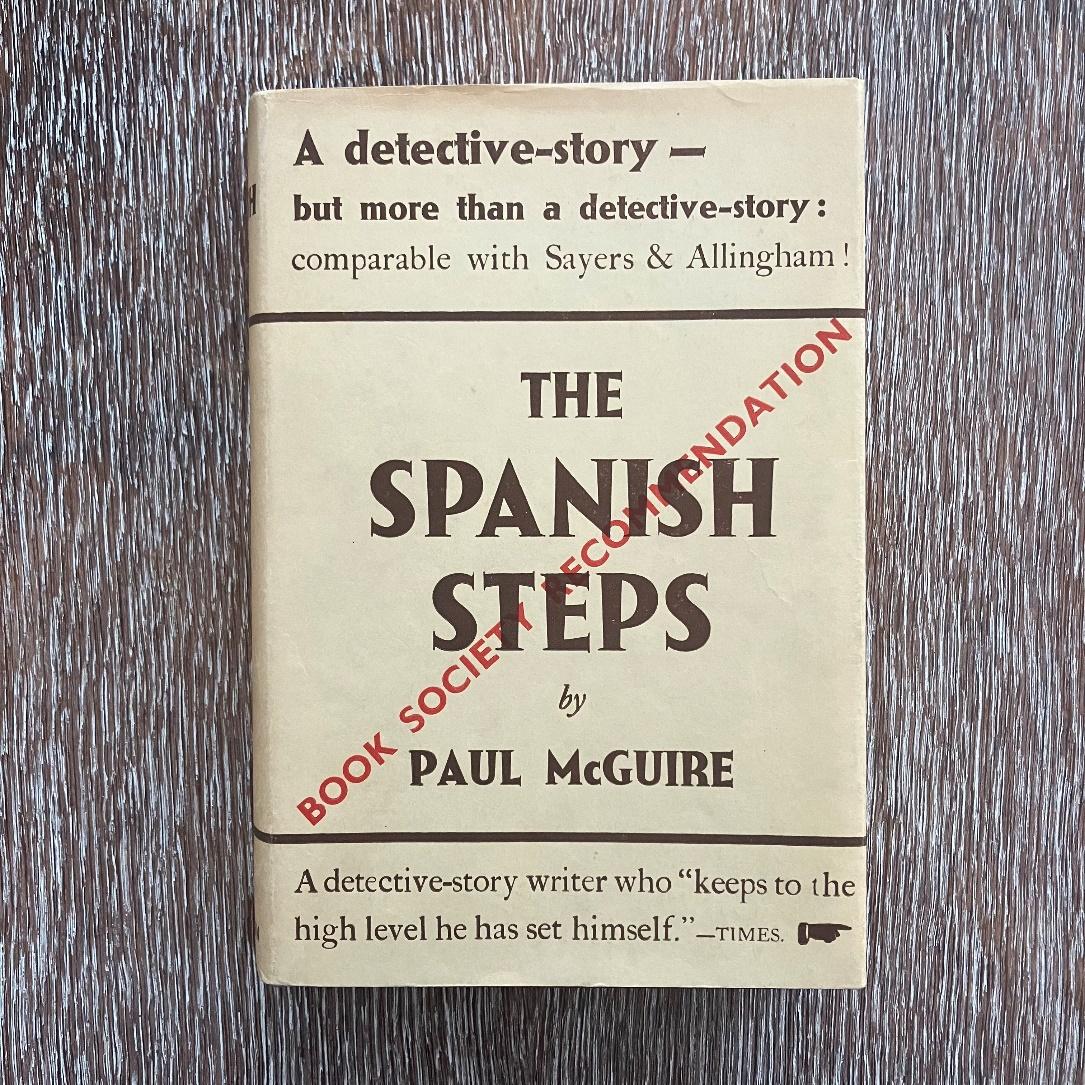 A detective-story —
but more than a detective-story:
comparable with Sayers & Allingham!
THE
SPANISH
STEPS
by
PAUL McGUIRE
BOOK SOCIETY RECOMMENDATION
A detective-story writer who “keeps to the
high level he has set himself.”—TIMES.